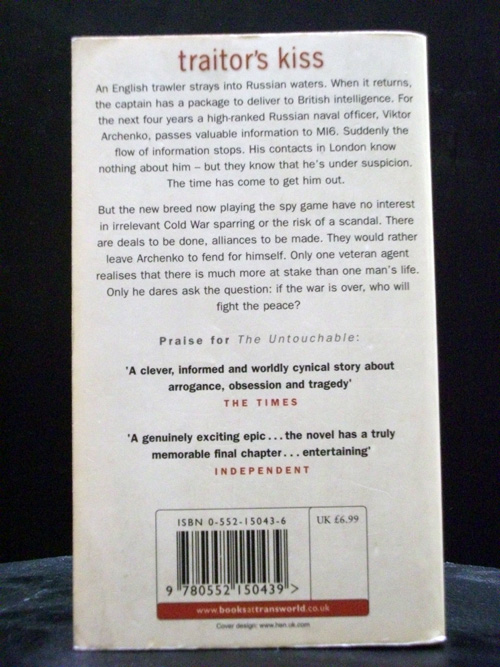 traitor's kiss
An English trawler strays into Russian waters. When it returns,
the captain has a package to deliver to British intelligence. For
the next four years a high-ranked Russian naval officer, Viktor
Archenko, passes valuable information to MI6. Suddenly the
flow of information stops. His contacts in London know
nothing about him – but they know that he's under suspicion.
The time has come to get him out.
But the new breed now playing the spy game have no interest
in irrelevant Cold War sparring or the risk of a scandal. There
are deals to be done, alliances to be made. They would rather
leave Archenko to fend for himself. Only one veteran agent
realises that there is much more at stake than one man's life.
Only he dares ask the question: if the war is over, who will
fight the peace?
Praise for The Untouchable:
'A clever, informed and worldly cynical story about
arrogance, obsession and tragedy'
THE TIMES
'A genuinely exciting epic...the novel has a truly
memorable final chapter... entertaining'
INDEPENDENT
ISBN 0-552-15043-6
UK £6.99
9 780552 150439 >
www.booksattransworld.co.uk
Cover design: www.hen.uk.com